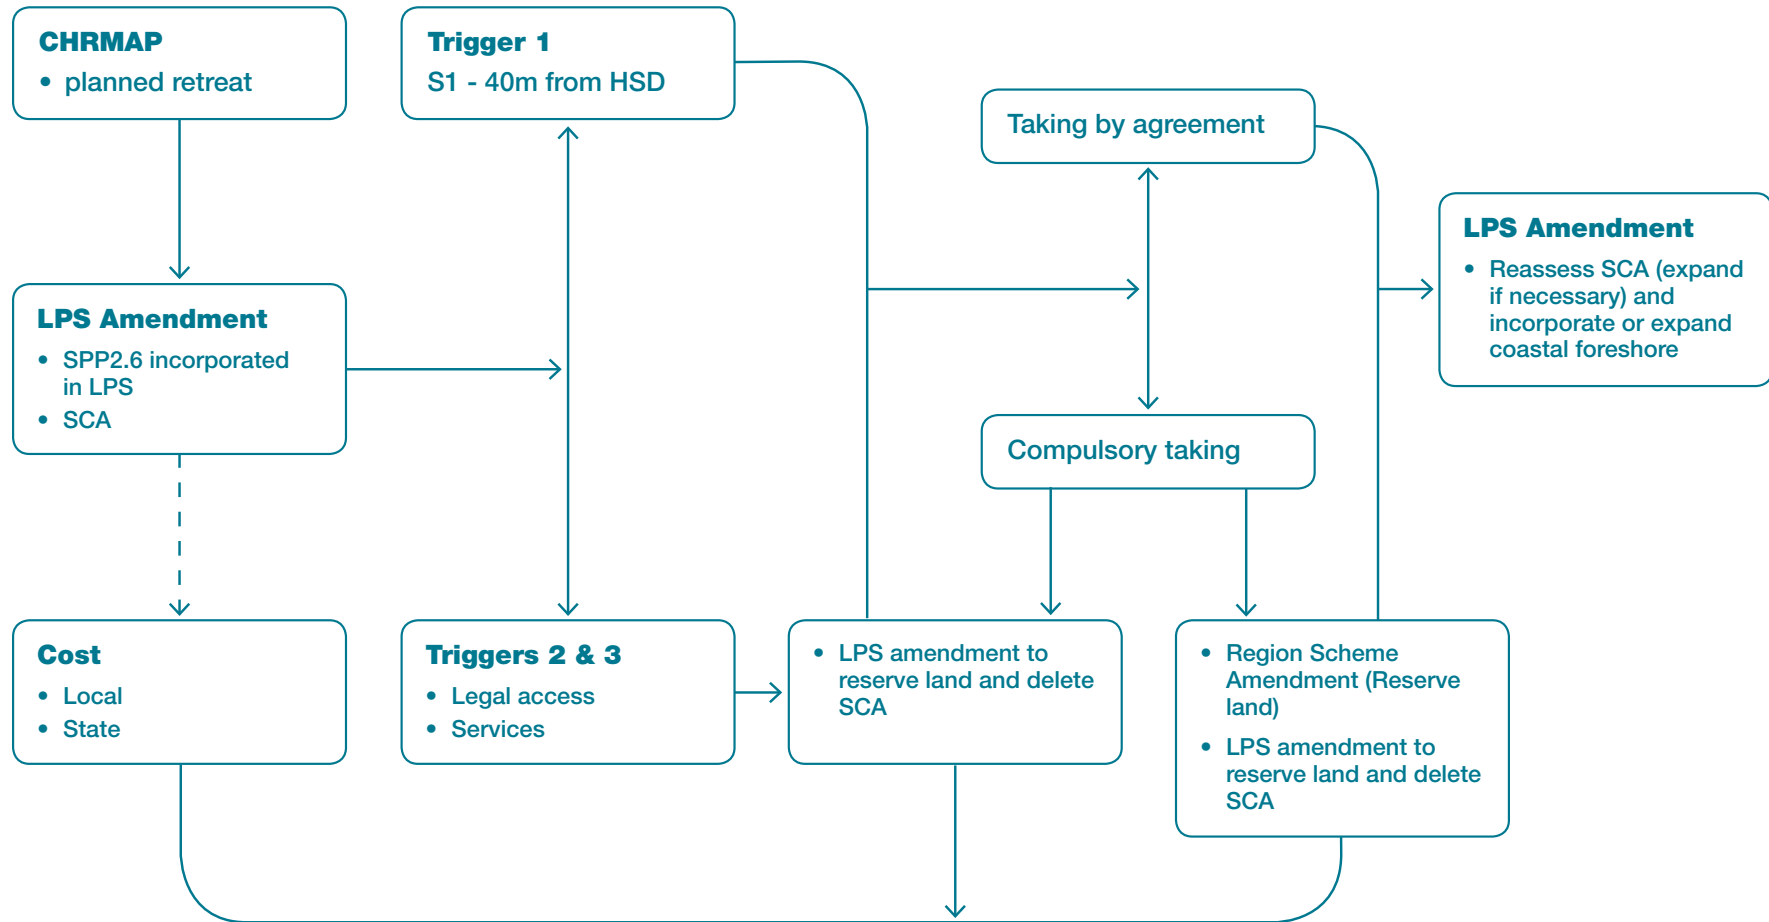 CHRMAP
• planned retreat
Trigger 1
S1 - 40m from HSD
Taking by agreement
LPS Amendment
• Reassess SCA (expand
if necessary) and
incorporate or expand
coastal foreshore
LPS Amendment
• SPP2.6 incorporated
in LPS
• SCA
Compulsory taking
Cost
• Local
• State
Triggers 2 & 3
• Legal access
• Services
• LPS amendment to
reserve land and delete
SCA
• Region Scheme
Amendment (Reserve
land)
• LPS amendment to
reserve land and delete
SCA